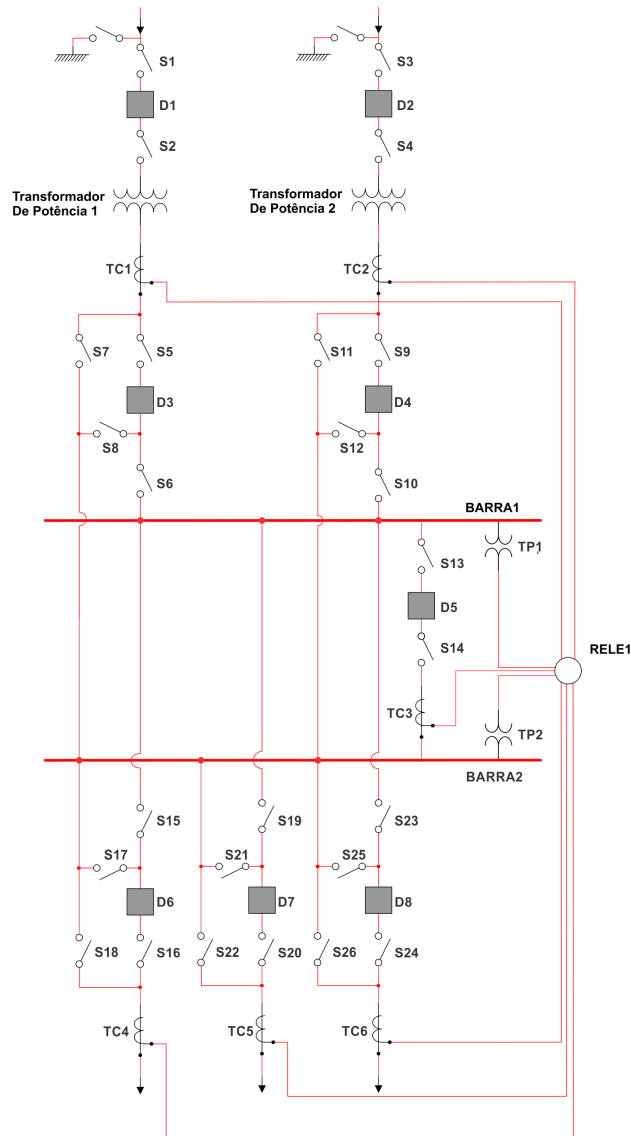 S1
S3
D1
D2
S2
S4
Transformador
De Potência 1
Transformador
De Potência 2
TC1
TC2
S7
S5
S11
S9
D3
D4
S8
S12
S6
S10
BARRA1
TP1
S13
D5
S14
RELE1
TC3
TP2
BARRA2
S15
S19
S23
S17
S21
S25
D6
D7
D8
S18
S16
S22
S20
S26
S24
TC4
TC5
TC6